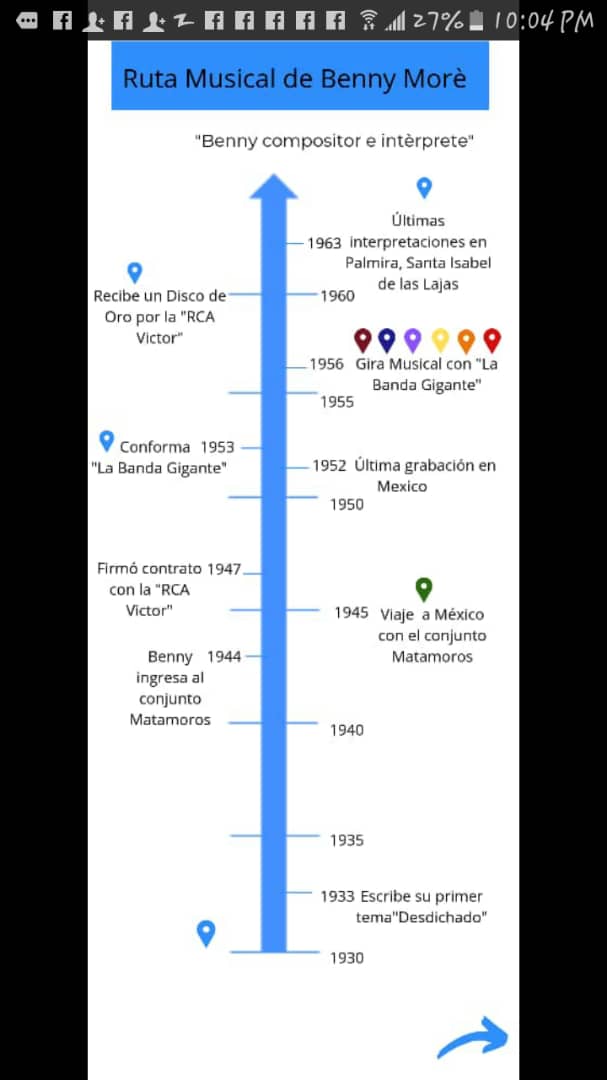 27% 10:04 PM
Ruta Musical de Benny Morè
"Benny compositor e intèrprete"
Últimas
1963 interpretaciones en
Palmira, Santa Isabel
de las Lajas
Recibe un Disco de
Oro por la "RCA
Victor"
1960
1956 Gira Musical con "La
Banda Gigante"
1955
Conforma 1953
"La Banda Gigante"
1952 Última grabación en
Mexico
1950
Firmó contrato 1947
con la "RCA
Victor"
1945 Viaje a México
con el conjunto
Matamoros
Benny 1944
ingresa al
conjunto
Matamoros
1940
1935
1933 Escribe su primer
tema"Desdichado"
1930